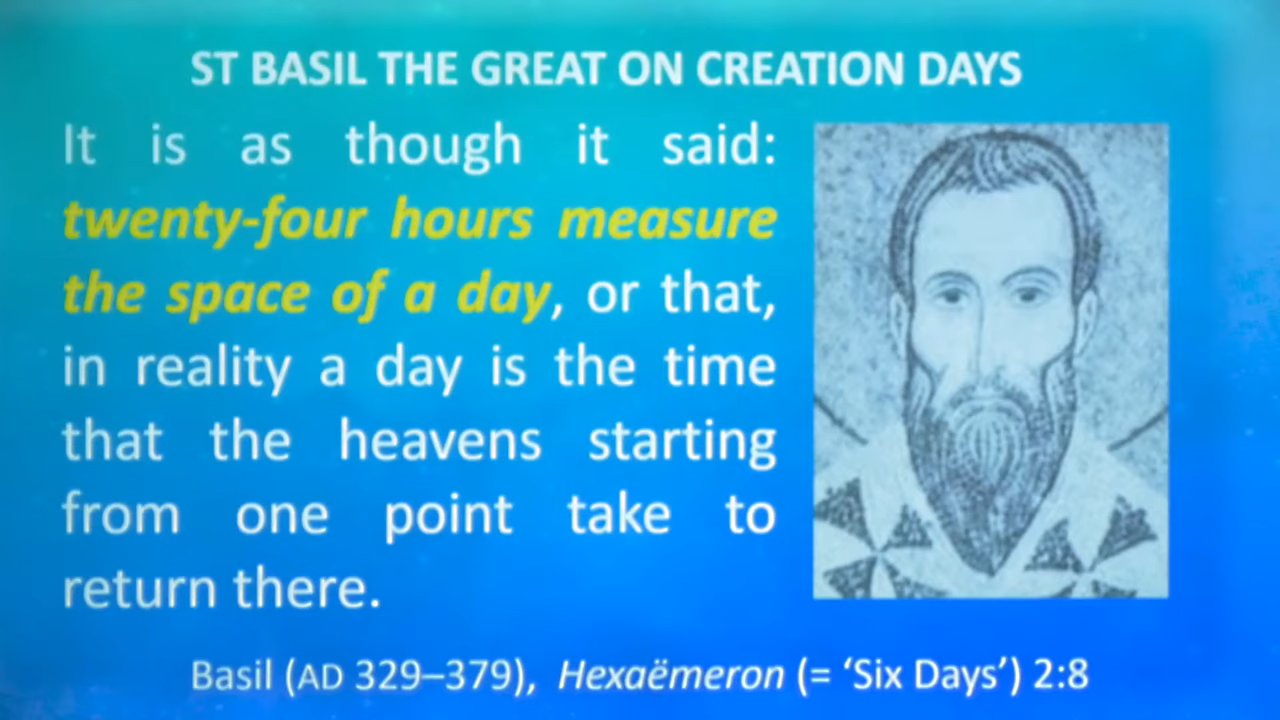 ST BASIL THE GREAT ON CREATION DAYS
It is as though it said:
twenty-four hours measure
the space of a day, or that,
in reality a day is the time
that the heavens starting
from one point take to
return there.
Basil (AD 329–379), Hexaëmeron (= ‘Six Days’) 2:8